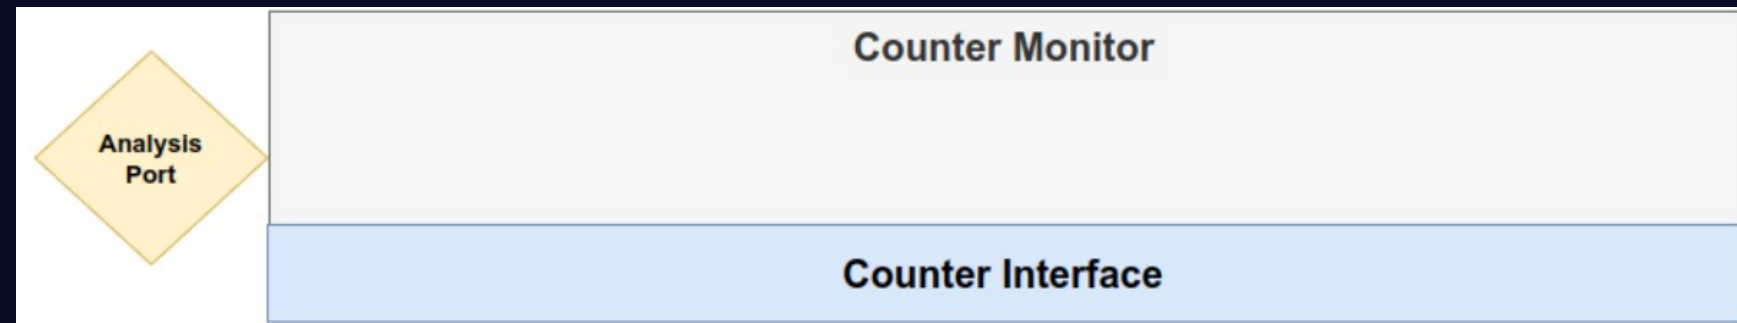 Counter Monitor
Analysis
Port
Counter Interface